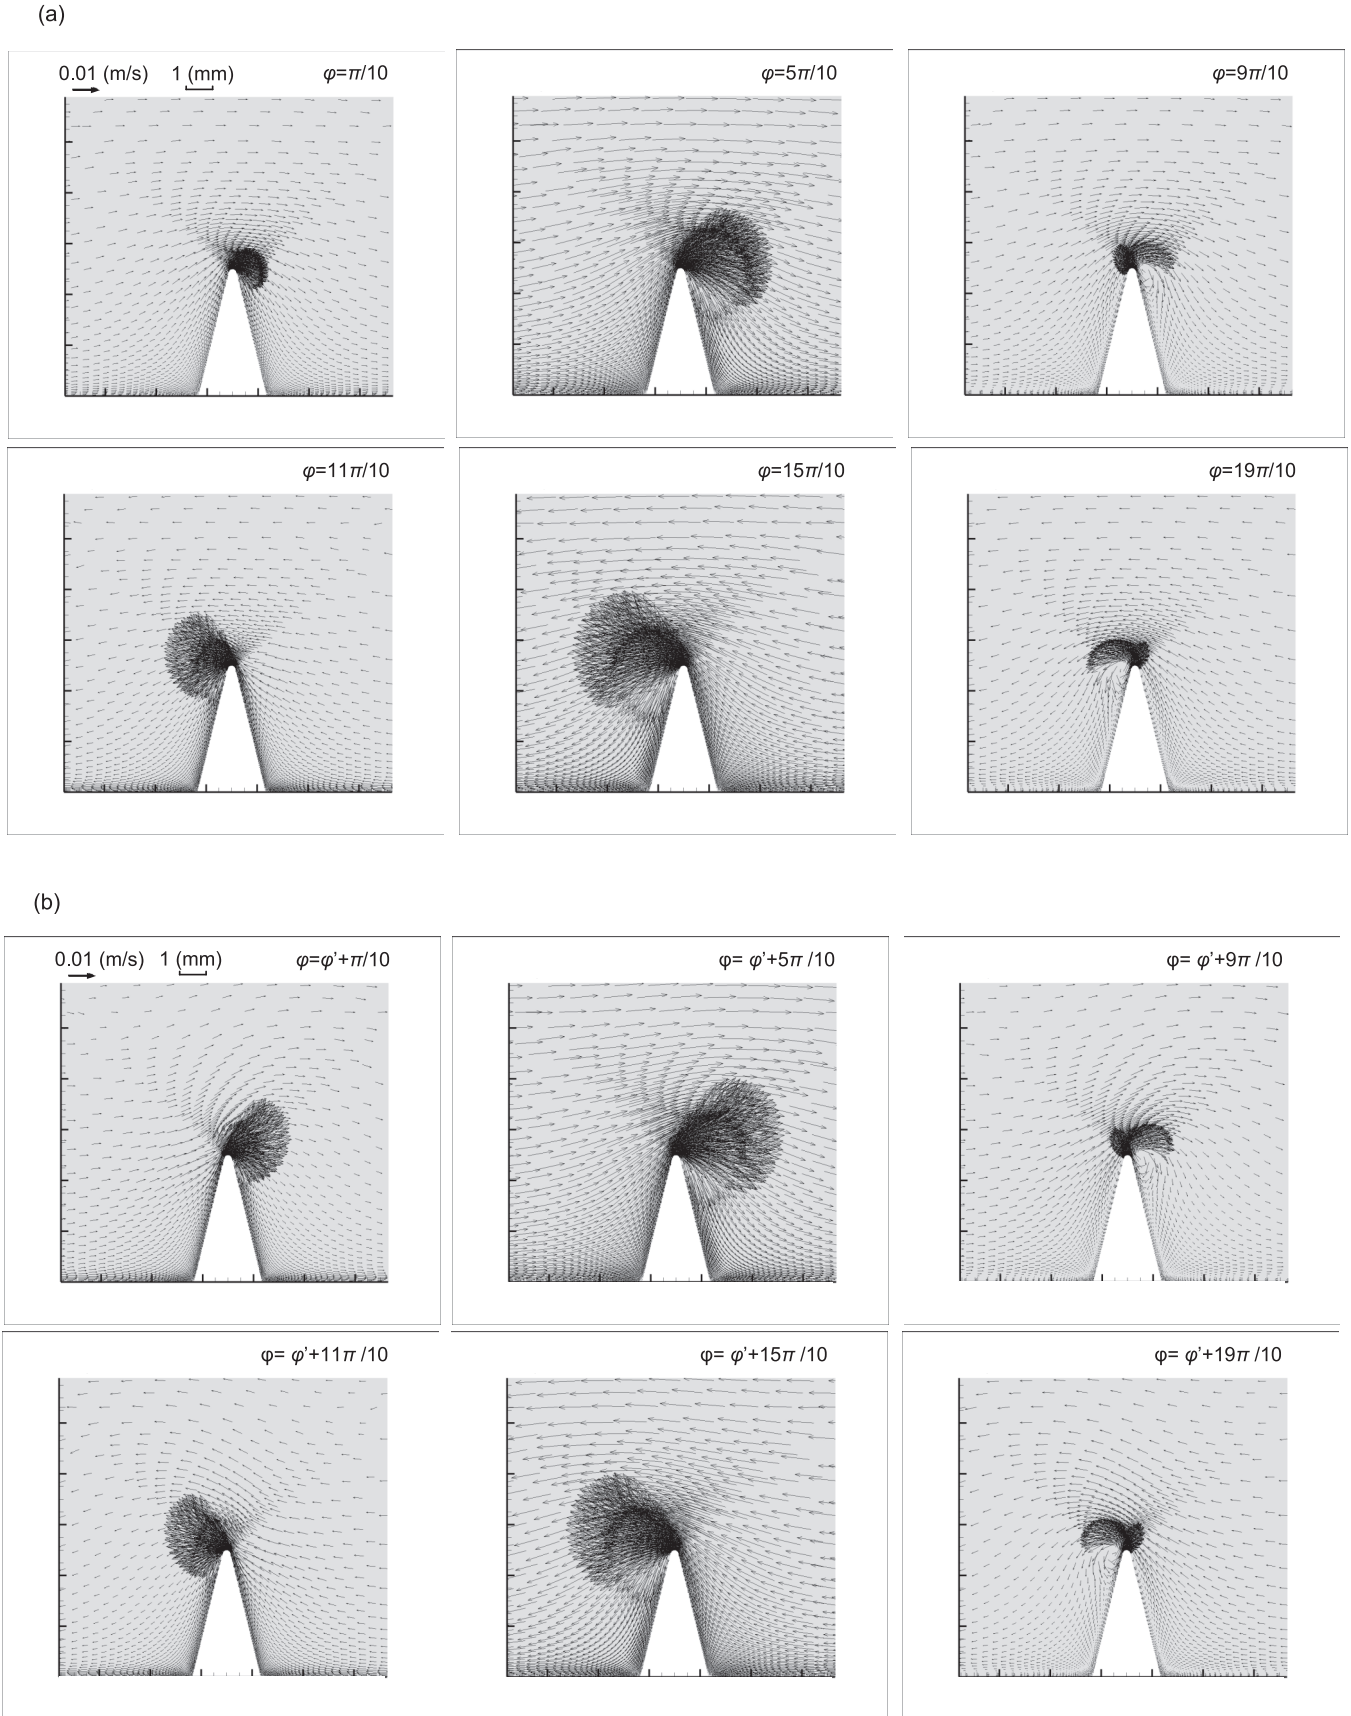 (a)
0.01 (m/s) 1 (mm) φ=π/10
φ=5π/10
φ=9π/10
φ=11π/10
φ=15π/10
φ=19π/10
(b)
0.01 (m/s) 1 (mm) φ=φ’+π/10
φ= φ’+5π /10
φ= φ’+9π /10
φ= φ’+11π /10
φ= φ’+15π /10
φ= φ’+19π /10